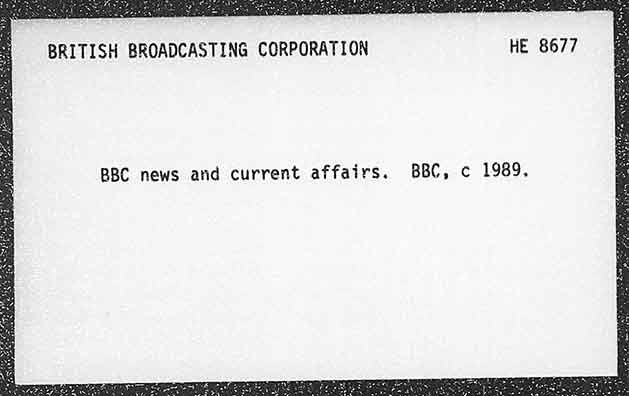 BRITISH BROADCASTING CORPORATION HE 8677
BBC news and current affairs. BBC, c 1989.